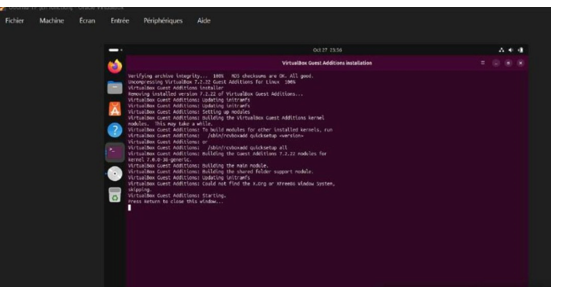 Fichier Machine Écran Entrée Périphériques Aide
Oct 27 23:56
VirtualBox Guest Additions installation
Verifying archive integrity... 100% MD5 checksums are OK. All good.
Uncompressing VirtualBox 7.2.22 Guest Additions for Linux 100%
VirtualBox Guest Additions installer
Removing installed version 7.2.22 of VirtualBox Guest Additions...
VirtualBox Guest Additions: Updating initramfs
VirtualBox Guest Additions: Updating initramfs
VirtualBox Guest Additions: Setting up modules
VirtualBox Guest Additions: Building the VirtualBox Guest Additions kernel
modules. This may take a while.
VirtualBox Guest Additions: To build modules for other installed kernels, run
VirtualBox Guest Additions: /sbin/rcvboxadd quicksetup <version>
VirtualBox Guest Additions: or
VirtualBox Guest Additions: /sbin/rcvboxadd quicksetup all
VirtualBox Guest Additions: Building the Guest Additions 7.2.22 modules for
kernel
VirtualBox Guest Additions: Building the main module.
VirtualBox Guest Additions: Building the shared folder support module.
VirtualBox Guest Additions: Updating initramfs
VirtualBox Guest Additions: Could not find the X.Org or XFree86 Window System,
skipping.
VirtualBox Guest Additions: Starting.
Press Return to close this window...